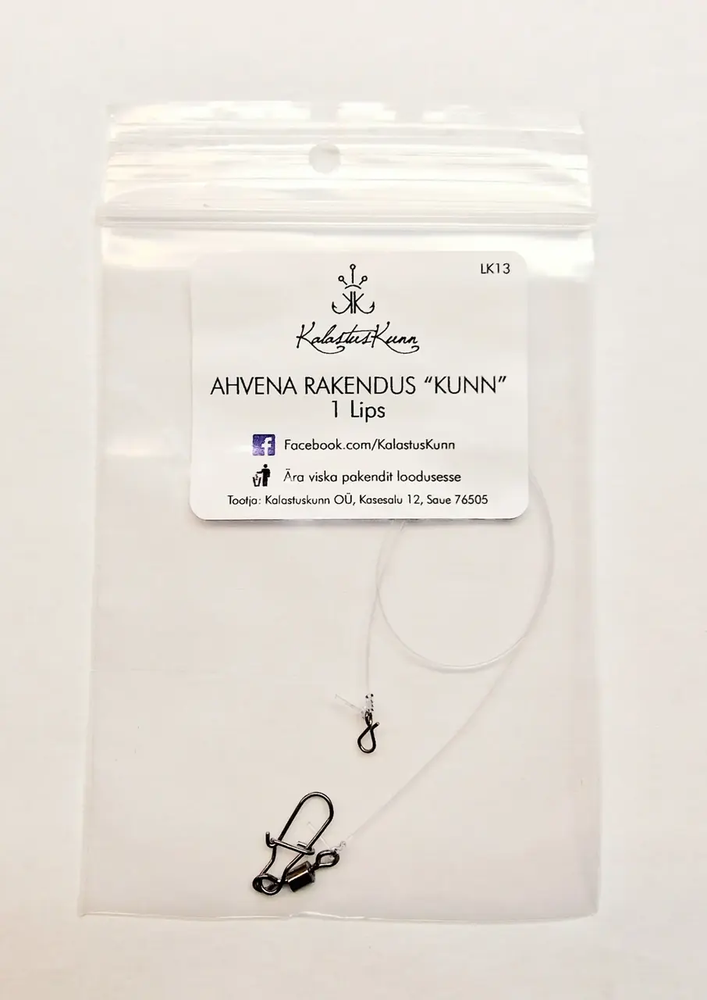 LK13
KalastusKunn
AHVENA RAKENDUS “KUNN”
1 Lips
Facebook.com/KalastusKunn
Ära viska pakendit loodusesse
Tootja: Kalastuskunn OÜ, Kasesalu 12, Saue 76505